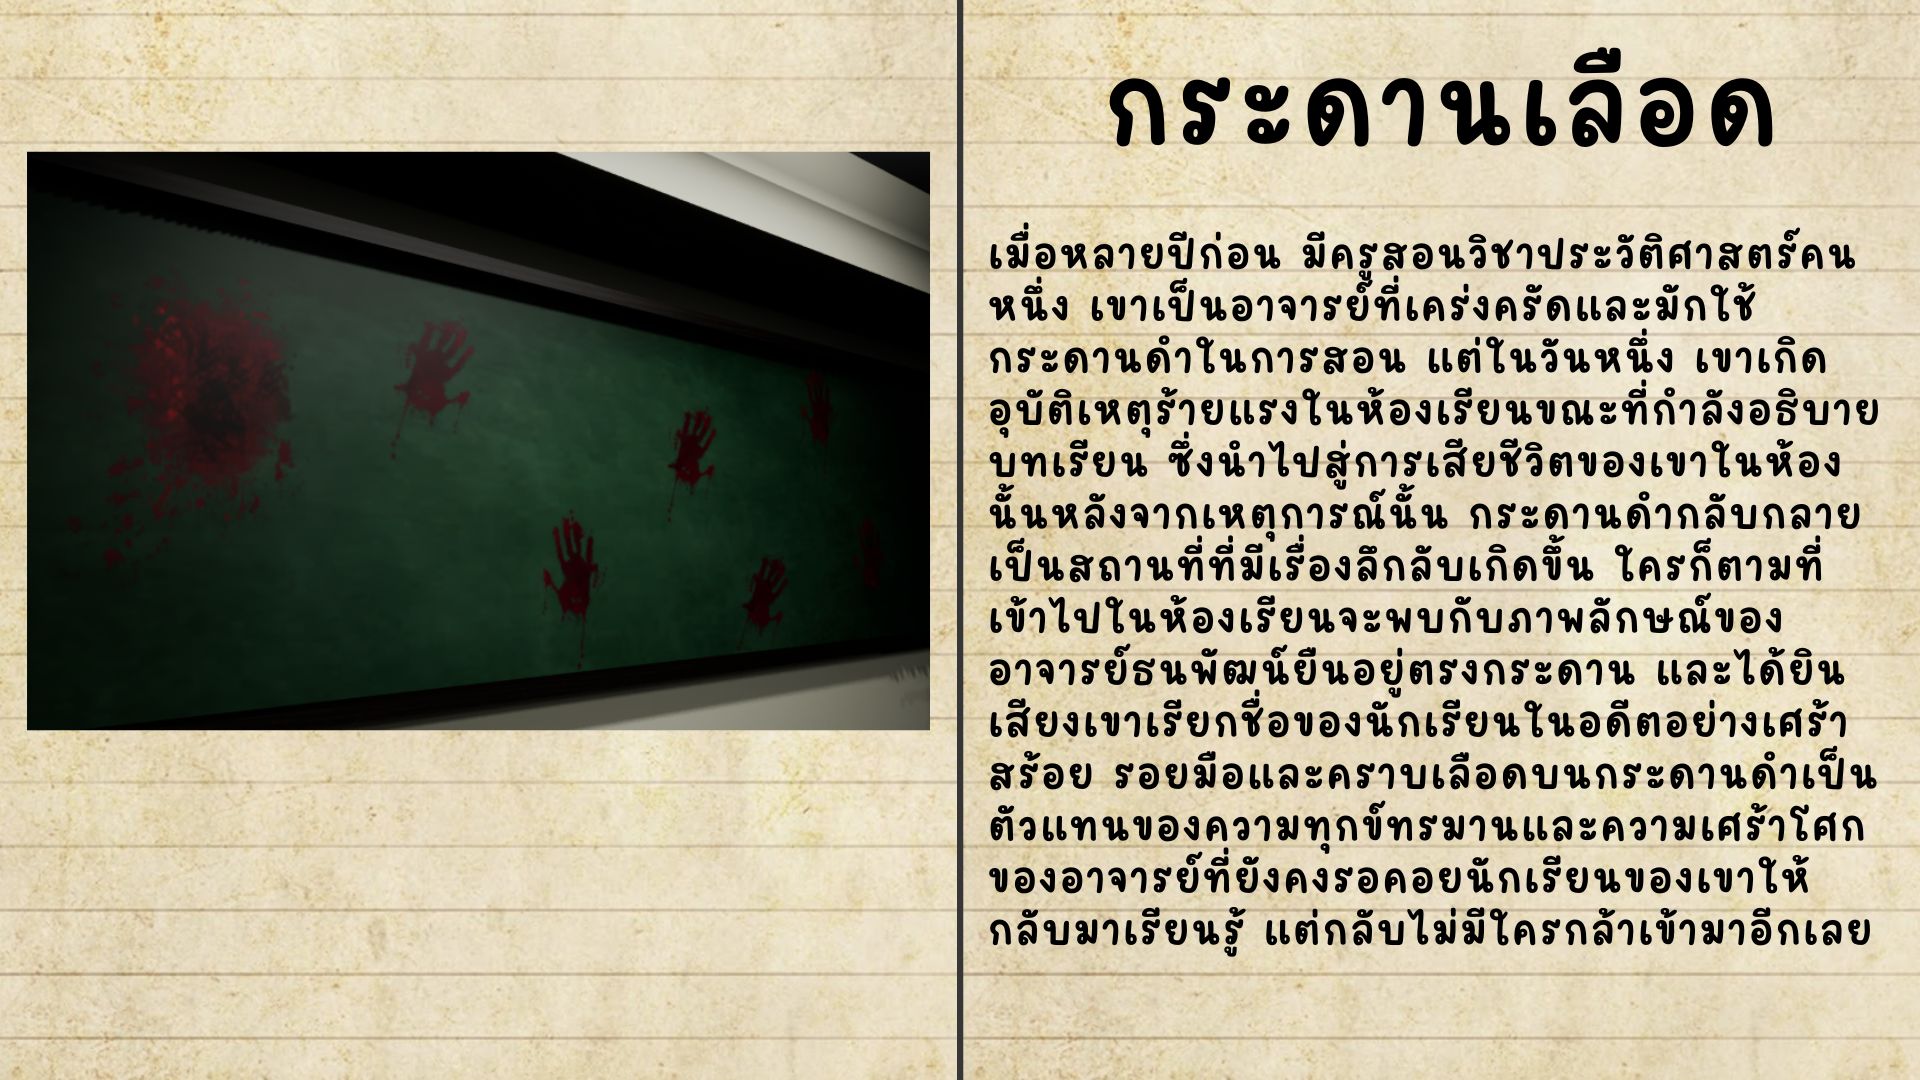 กระดานเลือด
เมื่อหลายปีก่อน มีครูสอนวิชาประวัติศาสตร์คน
หนึ่ง เขาเป็นอาจารย์ที่เคร่งครัดและมักใช้
กระดานดำในการสอน แต่ในวันหนึ่ง เขาเกิด
อุบัติเหตุร้ายแรงในห้องเรียนขณะที่กำลังอธิบาย
บทเรียน ซึ่งนำไปสู่การเสียชีวิตของเขาในห้อง
นั้นหลังจากเหตุการณ์นั้น กระดานดำกลับกลาย
เป็นสถานที่ที่มีเรื่องลึกลับเกิดขึ้น ใครก็ตามที่
เข้าไปในห้องเรียนจะพบกับภาพลักษณ์ของ
อาจารย์ธนพัฒน์ยืนอยู่ตรงกระดาน และได้ยิน
เสียงเขาเรียกชื่อของนักเรียนในอดีตอย่างเศร้า
สร้อย รอยมือและคราบเลือดบนกระดานดำเป็น
ตัวแทนของความทุกข์ทรมานและความเศร้าโศก
ของอาจารย์ที่ยังคงรอคอยนักเรียนของเขาให้
กลับมาเรียนรู้ แต่กลับไม่มีใครกล้าเข้ามาอีกเลย